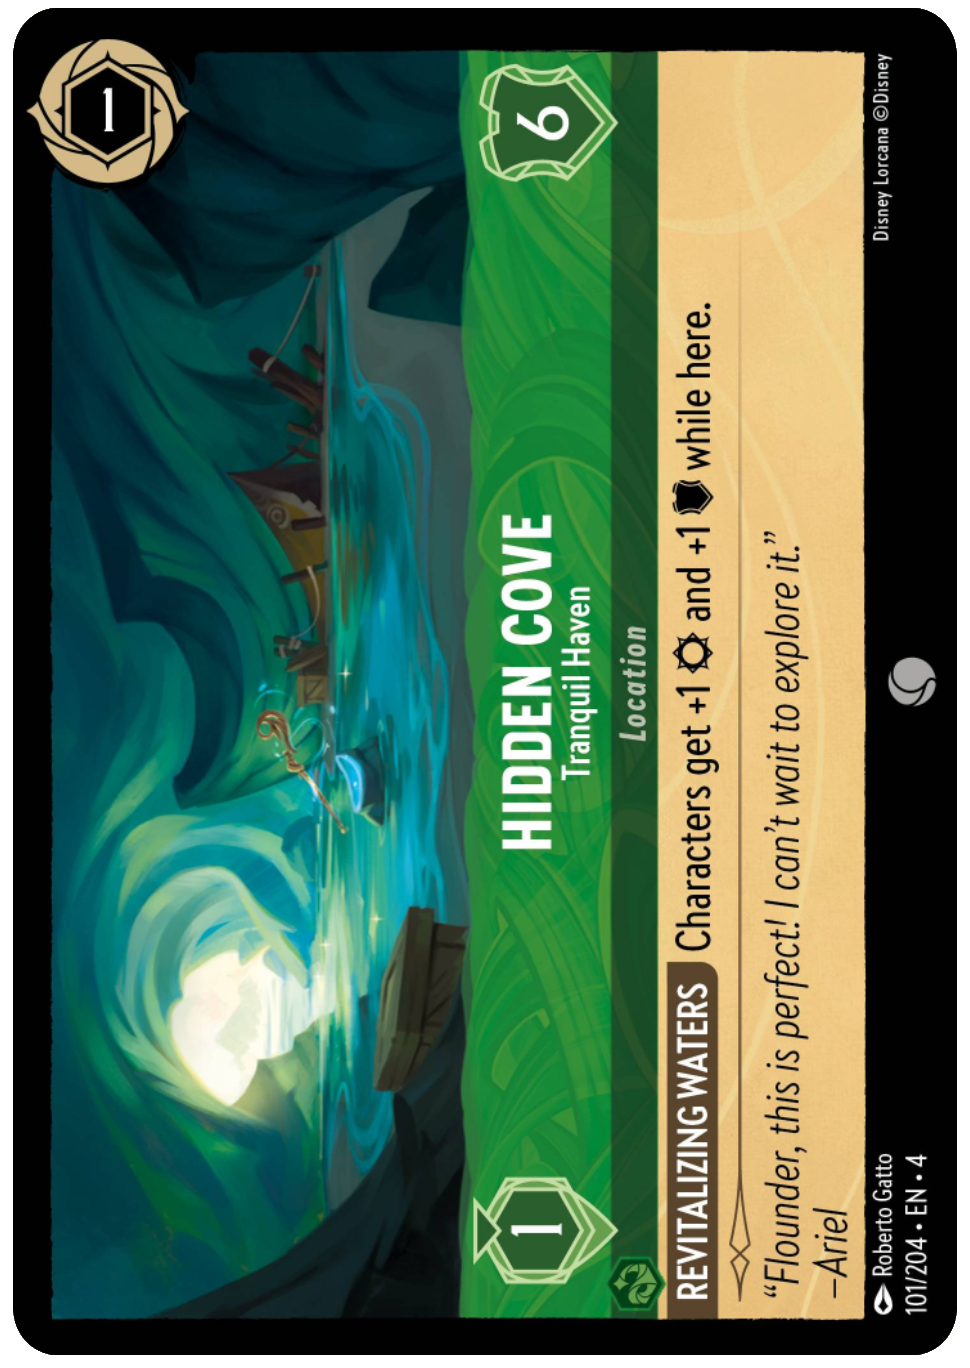 1
HIDDEN COVE
Tranquil Haven
1
6
Location
REVITALIZING WATERS Characters get +1 and +1 while here.
“Flounder, this is perfect! I can’t wait to explore it.”
–Ariel
Roberto Gatto
101/204 • EN • 4
Disney Lorcana ©Disney